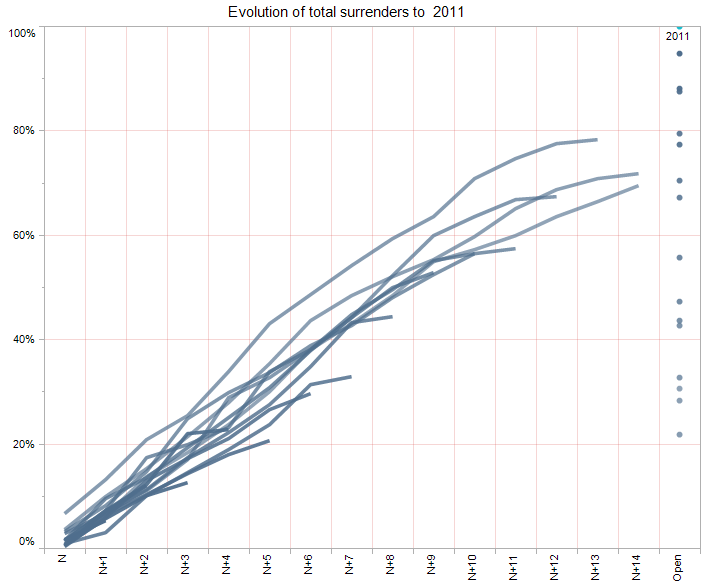 Evolution of total surrenders to  2011
100%
2011
80%
60%
40%
20%
0%
N
N+1
N+2
N+3
N+4
N+5
N+6
N+7
N+8
N+9
N+10
N+11
N+12
N+13
N+14
Open